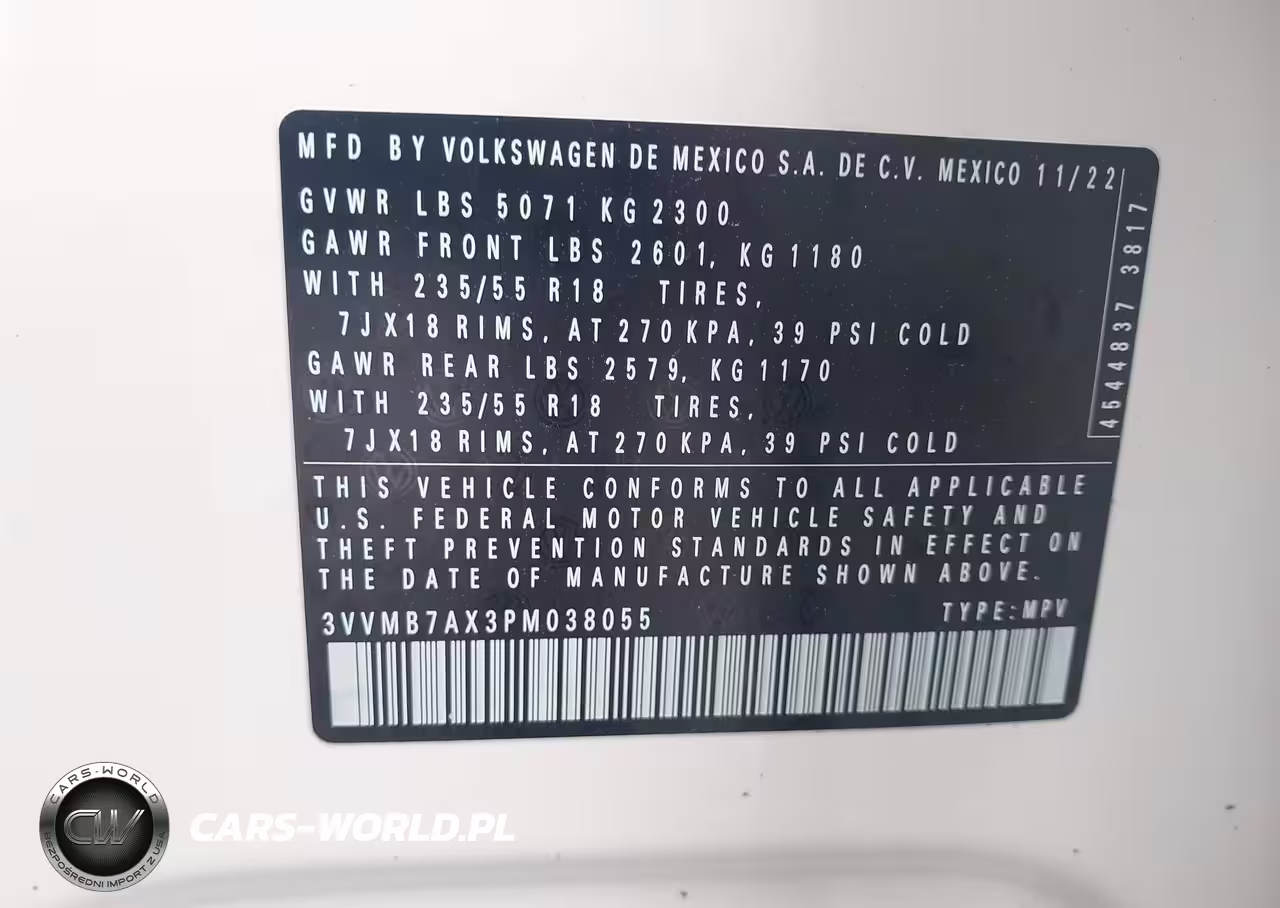 MFD BY VOLKSWAGEN DE MEXICO S.A. DE C.V. MEXICO 11/22
GVWR LBS 5071 KG 2300
GAWR FRONT LBS 2601, KG 1180
WITH 235/55 R18 TIRES,
7JX18 RIMS, AT 270 KPA, 39 PSI COLD
GAWR REAR LBS 2579, KG 1170
WITH 235/55 R18 TIRES,
7JX18 RIMS, AT 270 KPA, 39 PSI COLD
4544837 3817
THIS VEHICLE CONFORMS TO ALL APPLICABLE
U.S. FEDERAL MOTOR VEHICLE SAFETY AND
THEFT PREVENTION STANDARDS IN EFFECT ON
THE DATE OF MANUFACTURE SHOWN ABOVE.
3VVMB7AX3PM038055 TYPE:MPV
CARS-WORLD
CW
BEZPOŚREDNI IMPORT Z USA
CARS-WORLD.PL